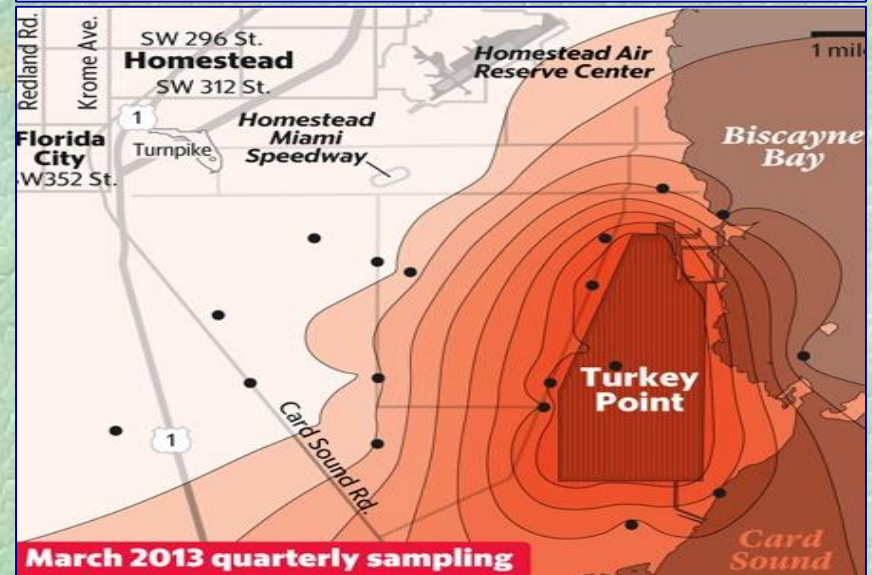 Redland Rd.
Krome Ave.
SW 296 St.
Homestead
SW 312 St.
Homestead Air
Reserve Center
1 mil
1
Florida
City
W352 St.
Turnpike
Homestead
Miami
Speedway
Biscayne
Bay
Turkey
Point
Card Sound Rd.
1
March 2013 quarterly sampling
Card
Sound